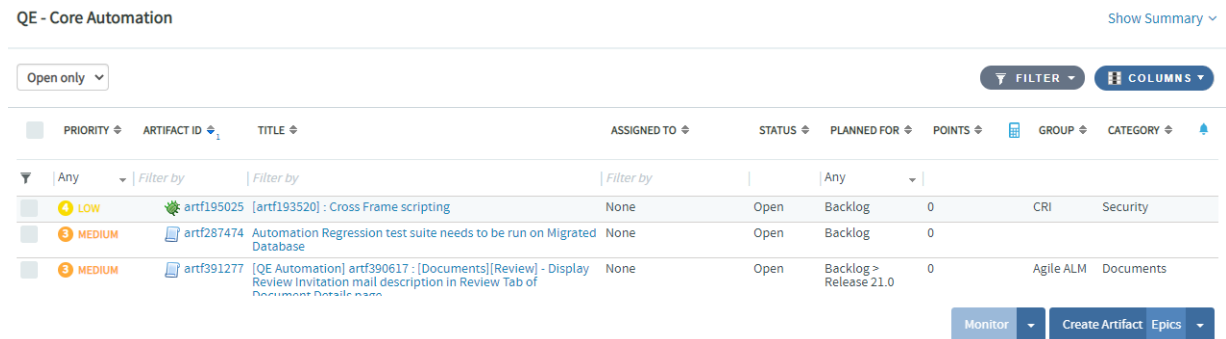 QE - Core Automation
Show Summary
Open only
FILTER
COLUMNS
PRIORITY ARTIFACT ID 1 TITLE ASSIGNED TO STATUS PLANNED FOR POINTS GROUP CATEGORY
Any Filter by Filter by Filter by Any
4 LOW artf195025 [artf193520] : Cross Frame scripting None Open Backlog 0 CRI Security
3 MEDIUM artf287474 Automation Regression test suite needs to be run on Migrated None Open Backlog 0
Database
3 MEDIUM artf391277 [QE Automation] artf390617 : [Documents][Review] - Display None Open Backlog > 0 Agile ALM Documents
Review Invitation mail description in Review Tab of Release 21.0
Document Details page
Monitor Create Artifact Epics